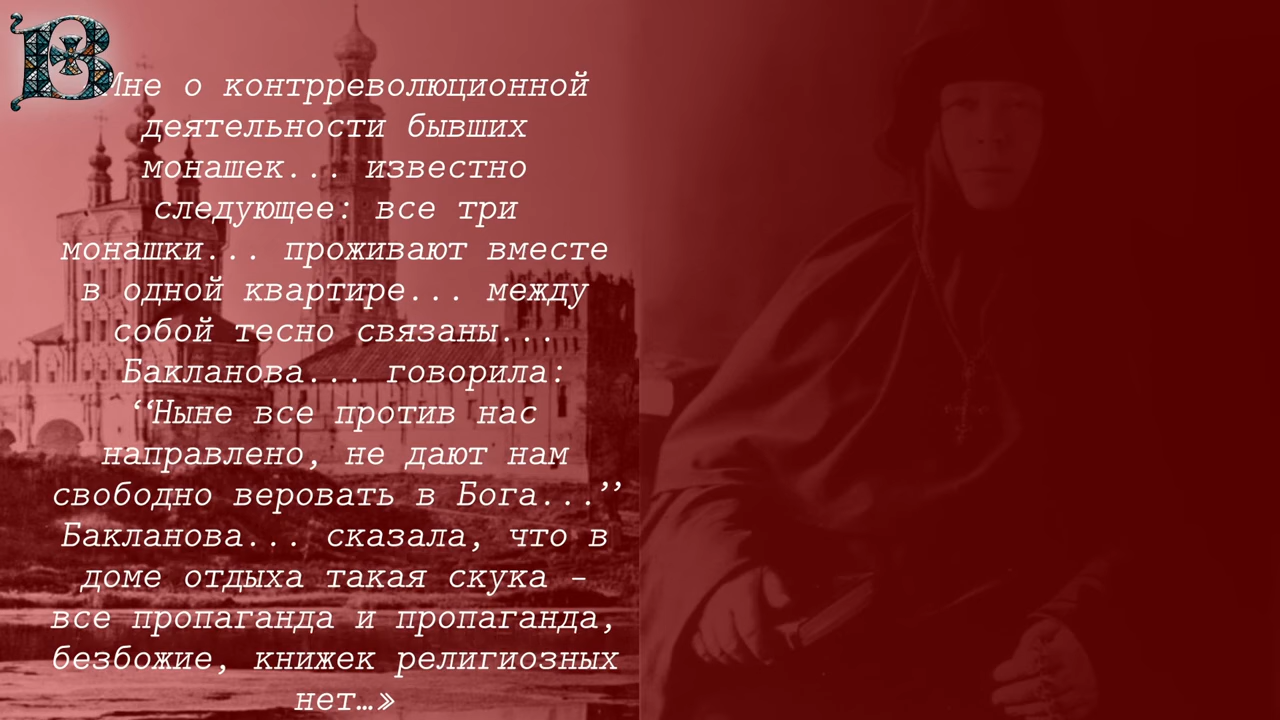 В
Мне о контрреволюционной
деятельности бывших
монашек... известно
следующее: все три
монашки... проживают вместе
в одной квартире... между
собой тесно связаны...
Бакланова... говорила:
“Ныне все против нас
направлено, не дают нам
свободно веровать в Бога...”
Бакланова... сказала, что в
доме отдыха такая скука –
все пропаганда и пропаганда,
безбожие, книжек религиозных
нет…»